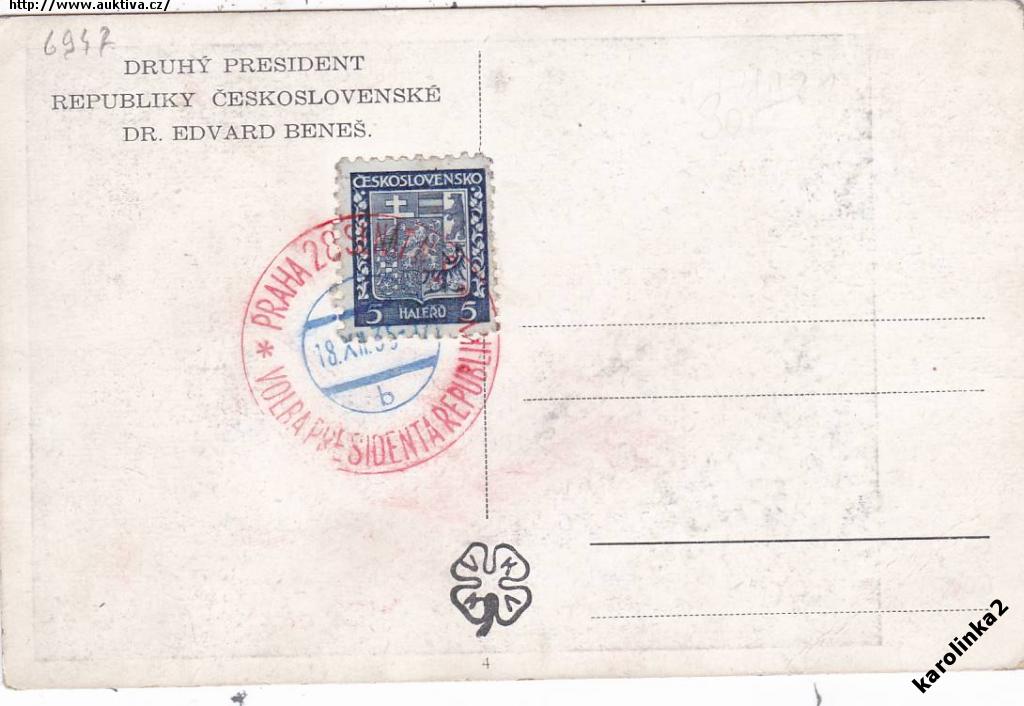 http://www.auktiva.cz/
6947
DRUHÝ PRESIDENT
REPUBLIKY ČESKOSLOVENSKÉ
DR. EDVARD BENEŠ.
ČESKOSLOVENSKO
5 HALÉŘŮ 5
* PRAHA 28
VOLBA PRESIDENTA REPUBLIKY
18.XII.35
b
V K
K V
4
karolinka2